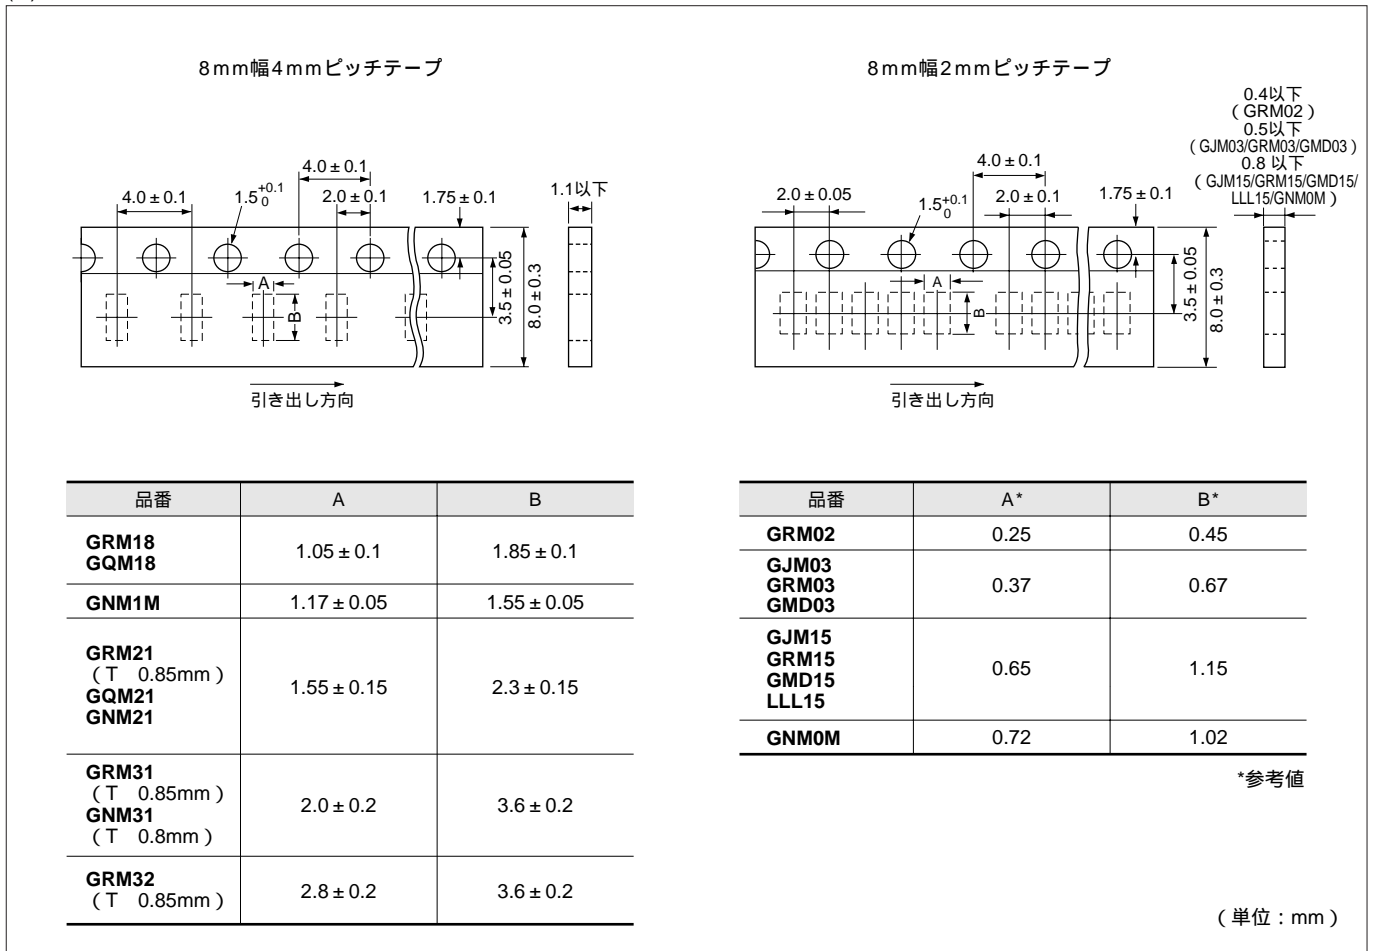 8mm幅4mmピッチテープ
4.0±0.1
4.0±0.1
1.5+0.1 0
2.0±0.1
1.75±0.1
1.1以下
A
B
3.5±0.05
8.0±0.3
引き出し方向
8mm幅2mmピッチテープ
0.4以下
(GRM02)
0.5以下
(GJM03/GRM03/GMD03)
0.8 以下
(GJM15/GRM15/GMD15/
LLL15/GNM0M)
4.0±0.1
2.0±0.05
1.5+0.1 0
2.0±0.1
1.75±0.1
A
B
3.5±0.05
8.0±0.3
引き出し方向
品番 A B
GRM18
GQM18
1.05±0.1 1.85±0.1
GNM1M 1.17±0.05 1.55±0.05
GRM21
(T 0.85mm)
GQM21
GNM21
1.55±0.15 2.3±0.15
GRM31
(T 0.85mm)
GNM31
(T 0.8mm)
2.0±0.2 3.6±0.2
GRM32
(T 0.85mm)
2.8±0.2 3.6±0.2
品番 A* B*
GRM02 0.25 0.45
GJM03
GRM03
GMD03
0.37 0.67
GJM15
GRM15
GMD15
LLL15
0.65 1.15
GNM0M 0.72 1.02
*参考値
(単位:mm)